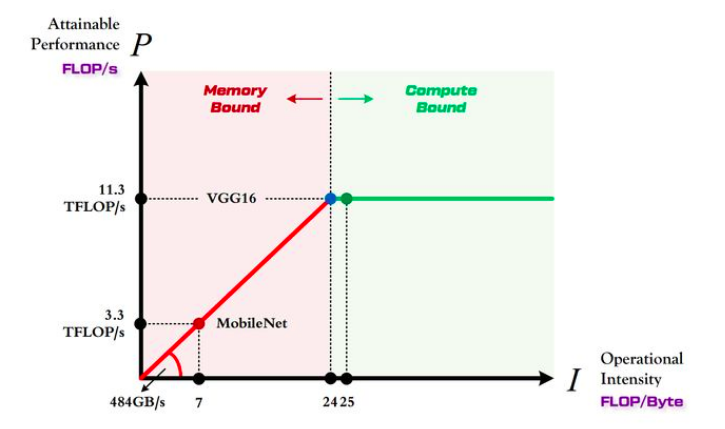 Attainable
Performance P
FLOP/s
Memory
Bound
Compute
Bound
11.3
TFLOP/s
VGG16
3.3
TFLOP/s
MobileNet
484GB/s
7
24 25
I
Operational
Intensity
FLOP/Byte